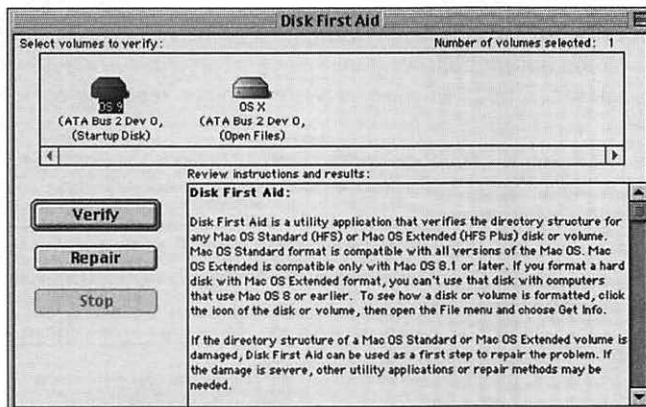 Disk First Aid
Select volumes to verify:
Number of volumes selected: 1
OS 9
(ATA Bus 2 Dev 0,
(Startup Disk)
OS X
(ATA Bus 2 Dev 0,
(Open Files)
Review instructions and results:
Disk First Aid:
Disk First Aid is a utility application that verifies the directory structure for
any Mac OS Standard (HFS) or Mac OS Extended (HFS Plus) disk or volume.
Mac OS Standard format is compatible with all versions of the Mac OS. Mac
OS Extended is compatible only with Mac OS 8.1 or later. If you format a hard
disk with Mac OS Extended format, you can't use that disk with computers
that use Mac OS 8 or earlier. To see how a disk or volume is formatted, click
the icon of the disk or volume, then open the File menu and choose Get Info.
If the directory structure of a Mac OS Standard or Mac OS Extended volume is
damaged, Disk First Aid can be used as a first step to repair the problem. If
the damage is severe, other utility applications or repair methods may be
needed.
Verify
Repair
Stop